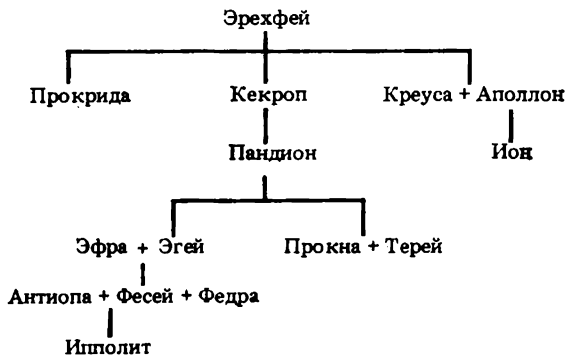 Эрехфей
Прокрида Кекроп Креуса + Аполлон
Пандион Ион
Эфра + Эгей Прокна + Терей
Антиопа + Фесей + Федра
Ипполит